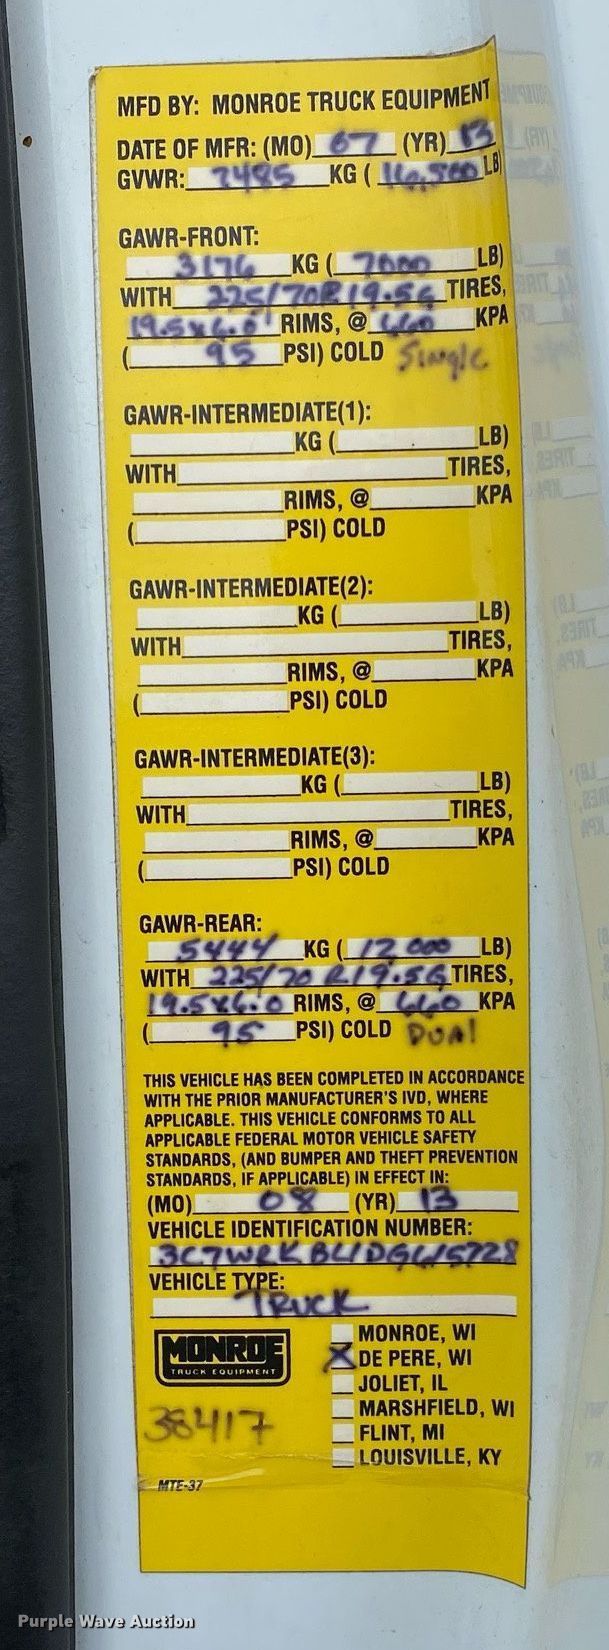 MFD BY: MONROE TRUCK EQUIPMENT
DATE OF MFR: (MO) 07 (YR) 13
GVWR: 7485 KG ( 16,500 LB)
GAWR-FRONT:
3176 KG ( 7000 LB)
WITH 225/70R19.5G TIRES,
19.5x6.0 RIMS, @ 660 KPA
( 95 PSI) COLD Single
GAWR-INTERMEDIATE(1):
KG ( LB)
WITH TIRES,
RIMS, @ KPA
( PSI) COLD
GAWR-INTERMEDIATE(2):
KG ( LB)
WITH TIRES,
RIMS, @ KPA
( PSI) COLD
GAWR-INTERMEDIATE(3):
KG ( LB)
WITH TIRES,
RIMS, @ KPA
( PSI) COLD
GAWR-REAR:
5444 KG ( 12,000 LB)
WITH 225/70 R19.5G TIRES,
19.5x6.0 RIMS, @ 660 KPA
( 95 PSI) COLD DUAl
THIS VEHICLE HAS BEEN COMPLETED IN ACCORDANCE
WITH THE PRIOR MANUFACTURER'S IVD, WHERE
APPLICABLE. THIS VEHICLE CONFORMS TO ALL
APPLICABLE FEDERAL MOTOR VEHICLE SAFETY
STANDARDS, (AND BUMPER AND THEFT PREVENTION
STANDARDS, IF APPLICABLE) IN EFFECT IN:
(MO) 08 (YR) 13
VEHICLE IDENTIFICATION NUMBER:
VEHICLE TYPE:
TRUCK
MONROE
TRUCK EQUIPMENT
MONROE, WI
X DE PERE, WI
JOLIET, IL
MARSHFIELD, WI
FLINT, MI
LOUISVILLE, KY
38417
MTE-37
Purple Wave Auction